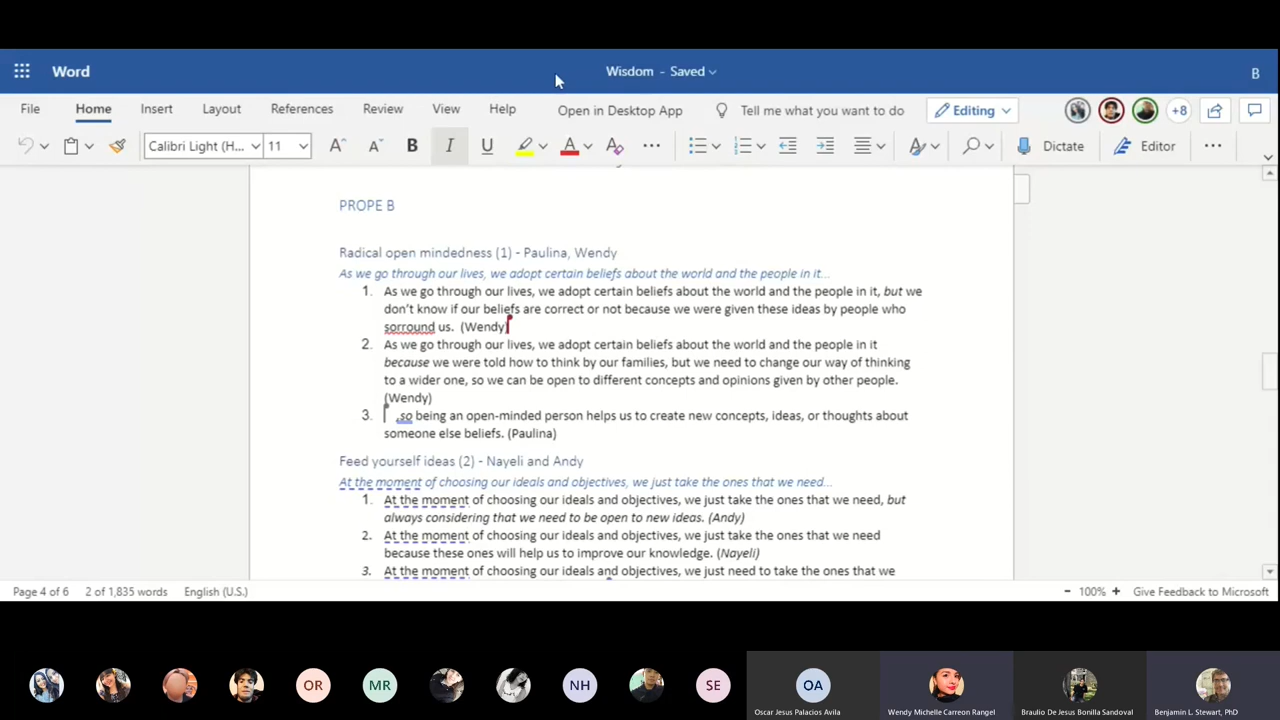 Word
Wisdom - Saved
B
File Home Insert Layout References Review View Help Open in Desktop App Tell me what you want to do Editing +8
Calibri Light (H... 11 A A B I U A A Dictate Editor
PROPE B
Radical open mindedness (1) - Paulina, Wendy
As we go through our lives, we adopt certain beliefs about the world and the people in it...
1. As we go through our lives, we adopt certain beliefs about the world and the people in it, but we
don't know if our beliefs are correct or not because we were given these ideas by people who
sorround us. (Wendy)
2. As we go through our lives, we adopt certain beliefs about the world and the people in it
because we were told how to think by our families, but we need to change our way of thinking
to a wider one, so we can be open to different concepts and opinions given by other people.
(Wendy)
3. ,so being an open-minded person helps us to create new concepts, ideas, or thoughts about
someone else beliefs. (Paulina)
Feed yourself ideas (2) - Nayeli and Andy
At the moment of choosing our ideals and objectives, we just take the ones that we need...
1. At the moment of choosing our ideals and objectives, we just take the ones that we need, but
always considering that we need to be open to new ideas. (Andy)
2. At the moment of choosing our ideals and objectives, we just take the ones that we need
because these ones will help us to improve our knowledge. (Nayeli)
3. At the moment of choosing our ideals and objectives, we just need to take the ones that we
Page 4 of 6 2 of 1,835 words English (U.S.) - 100% + Give Feedback to Microsoft
OR MR NH SE OA
Oscar Jesus Palacios Avila Wendy Michelle Carreon Rangel Braulio De Jesus Bonilla Sandoval Benjamin L. Stewart, PhD